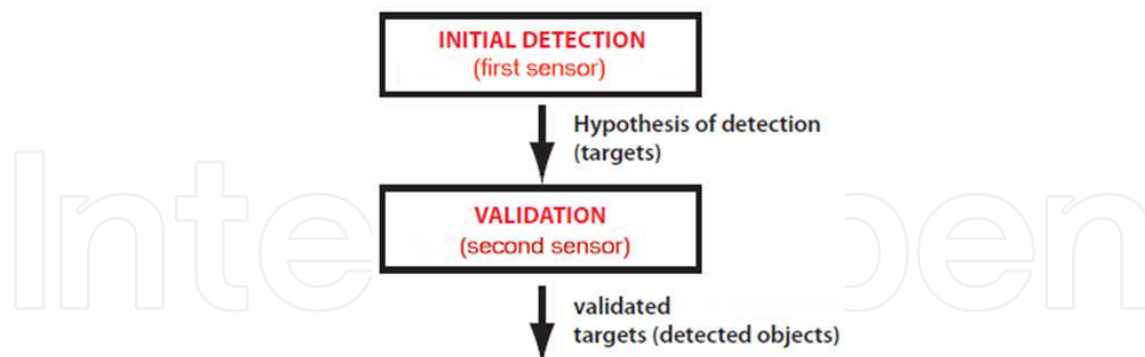 INITIAL DETECTION
(first sensor)
Hypothesis of detection
(targets)
VALIDATION
(second sensor)
validated
targets (detected objects)